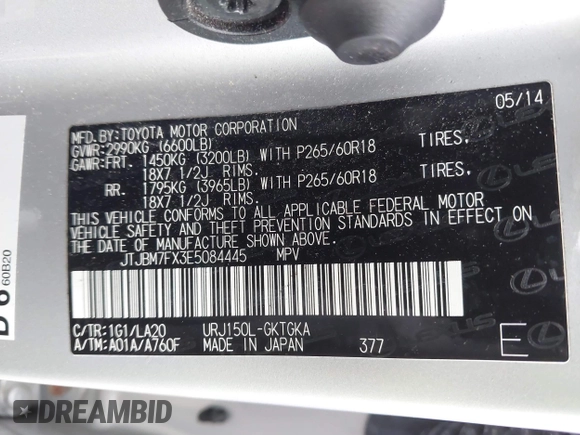 05/14
MFD.BY:TOYOTA MOTOR CORPORATION
GVWR:2990KG (6600LB)
GAWR:FRT. 1450KG (3200LB) WITH P265/60R18 TIRES,
18X7 1/2J RIMS.
RR. 1795KG (3965LB) WITH P265/60R18 TIRES,
18X7 1/2J RIMS.
THIS VEHICLE CONFORMS TO ALL APPLICABLE FEDERAL MOTOR
VEHICLE SAFETY AND THEFT PREVENTION STANDARDS IN EFFECT ON
THE DATE OF MANUFACTURE SHOWN ABOVE.
JTJBM7FX3E5084445 MPV
C/TR:1G1/LA20 URJ150L-GKTGKA
A/TM:A01A/A760F MADE IN JAPAN 377 E
60B20
LEXUS
DREAMBID